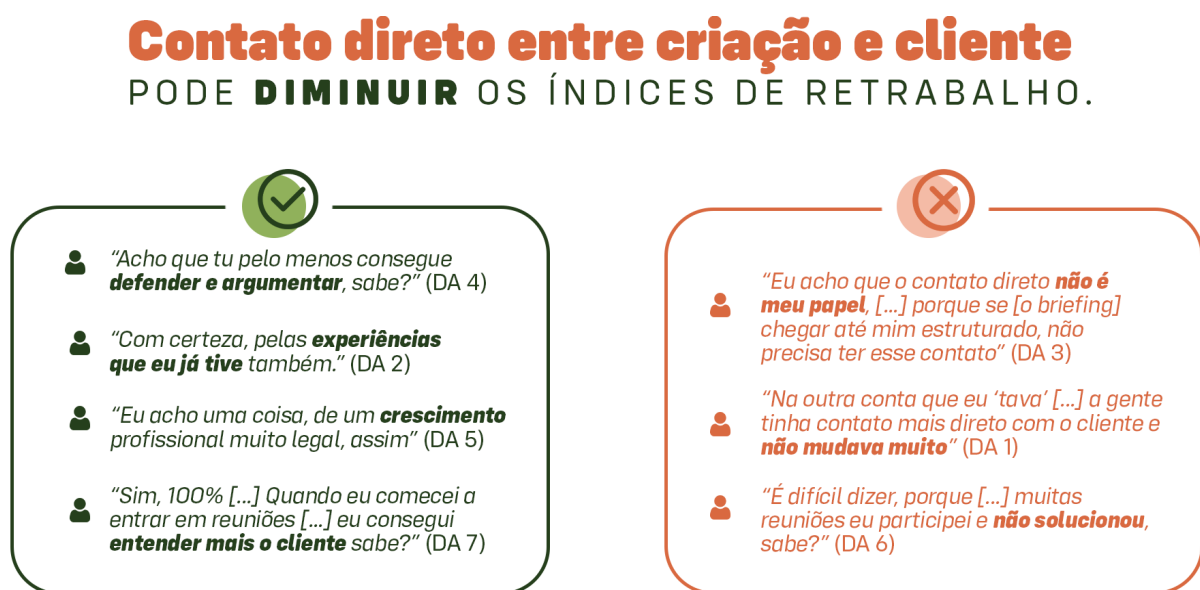 Contato direto entre criação e cliente
PODE DIMINUIR OS ÍNDICES DE RETRABALHO.
“Acho que tu pelo menos consegue
defender e argumentar, sabe?” (DA 4)
“Com certeza, pelas experiências
que eu já tive também.” (DA 2)
“Eu acho uma coisa, de um crescimento
profissional muito legal, assim” (DA 5)
“Sim, 100% [...] Quando eu comecei a
entrar em reuniões [...] eu consegui
entender mais o cliente sabe?” (DA 7)
“Eu acho que o contato direto não é
meu papel, [...] porque se [o briefing]
chegar até mim estruturado, não
precisa ter esse contato” (DA 3)
“Na outra conta que eu ‘tava’ [...] a gente
tinha contato mais direto com o cliente e
não mudava muito” (DA 1)
“É difícil dizer, porque [...] muitas
reuniões eu participei e não solucionou,
sabe?” (DA 6)